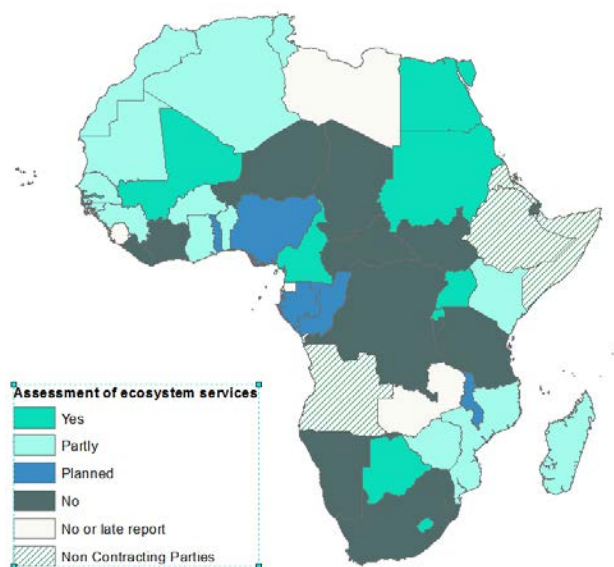 Assessment of ecosystem services
Yes
Partly
Planned
No
No or late report
Non Contracting Parties